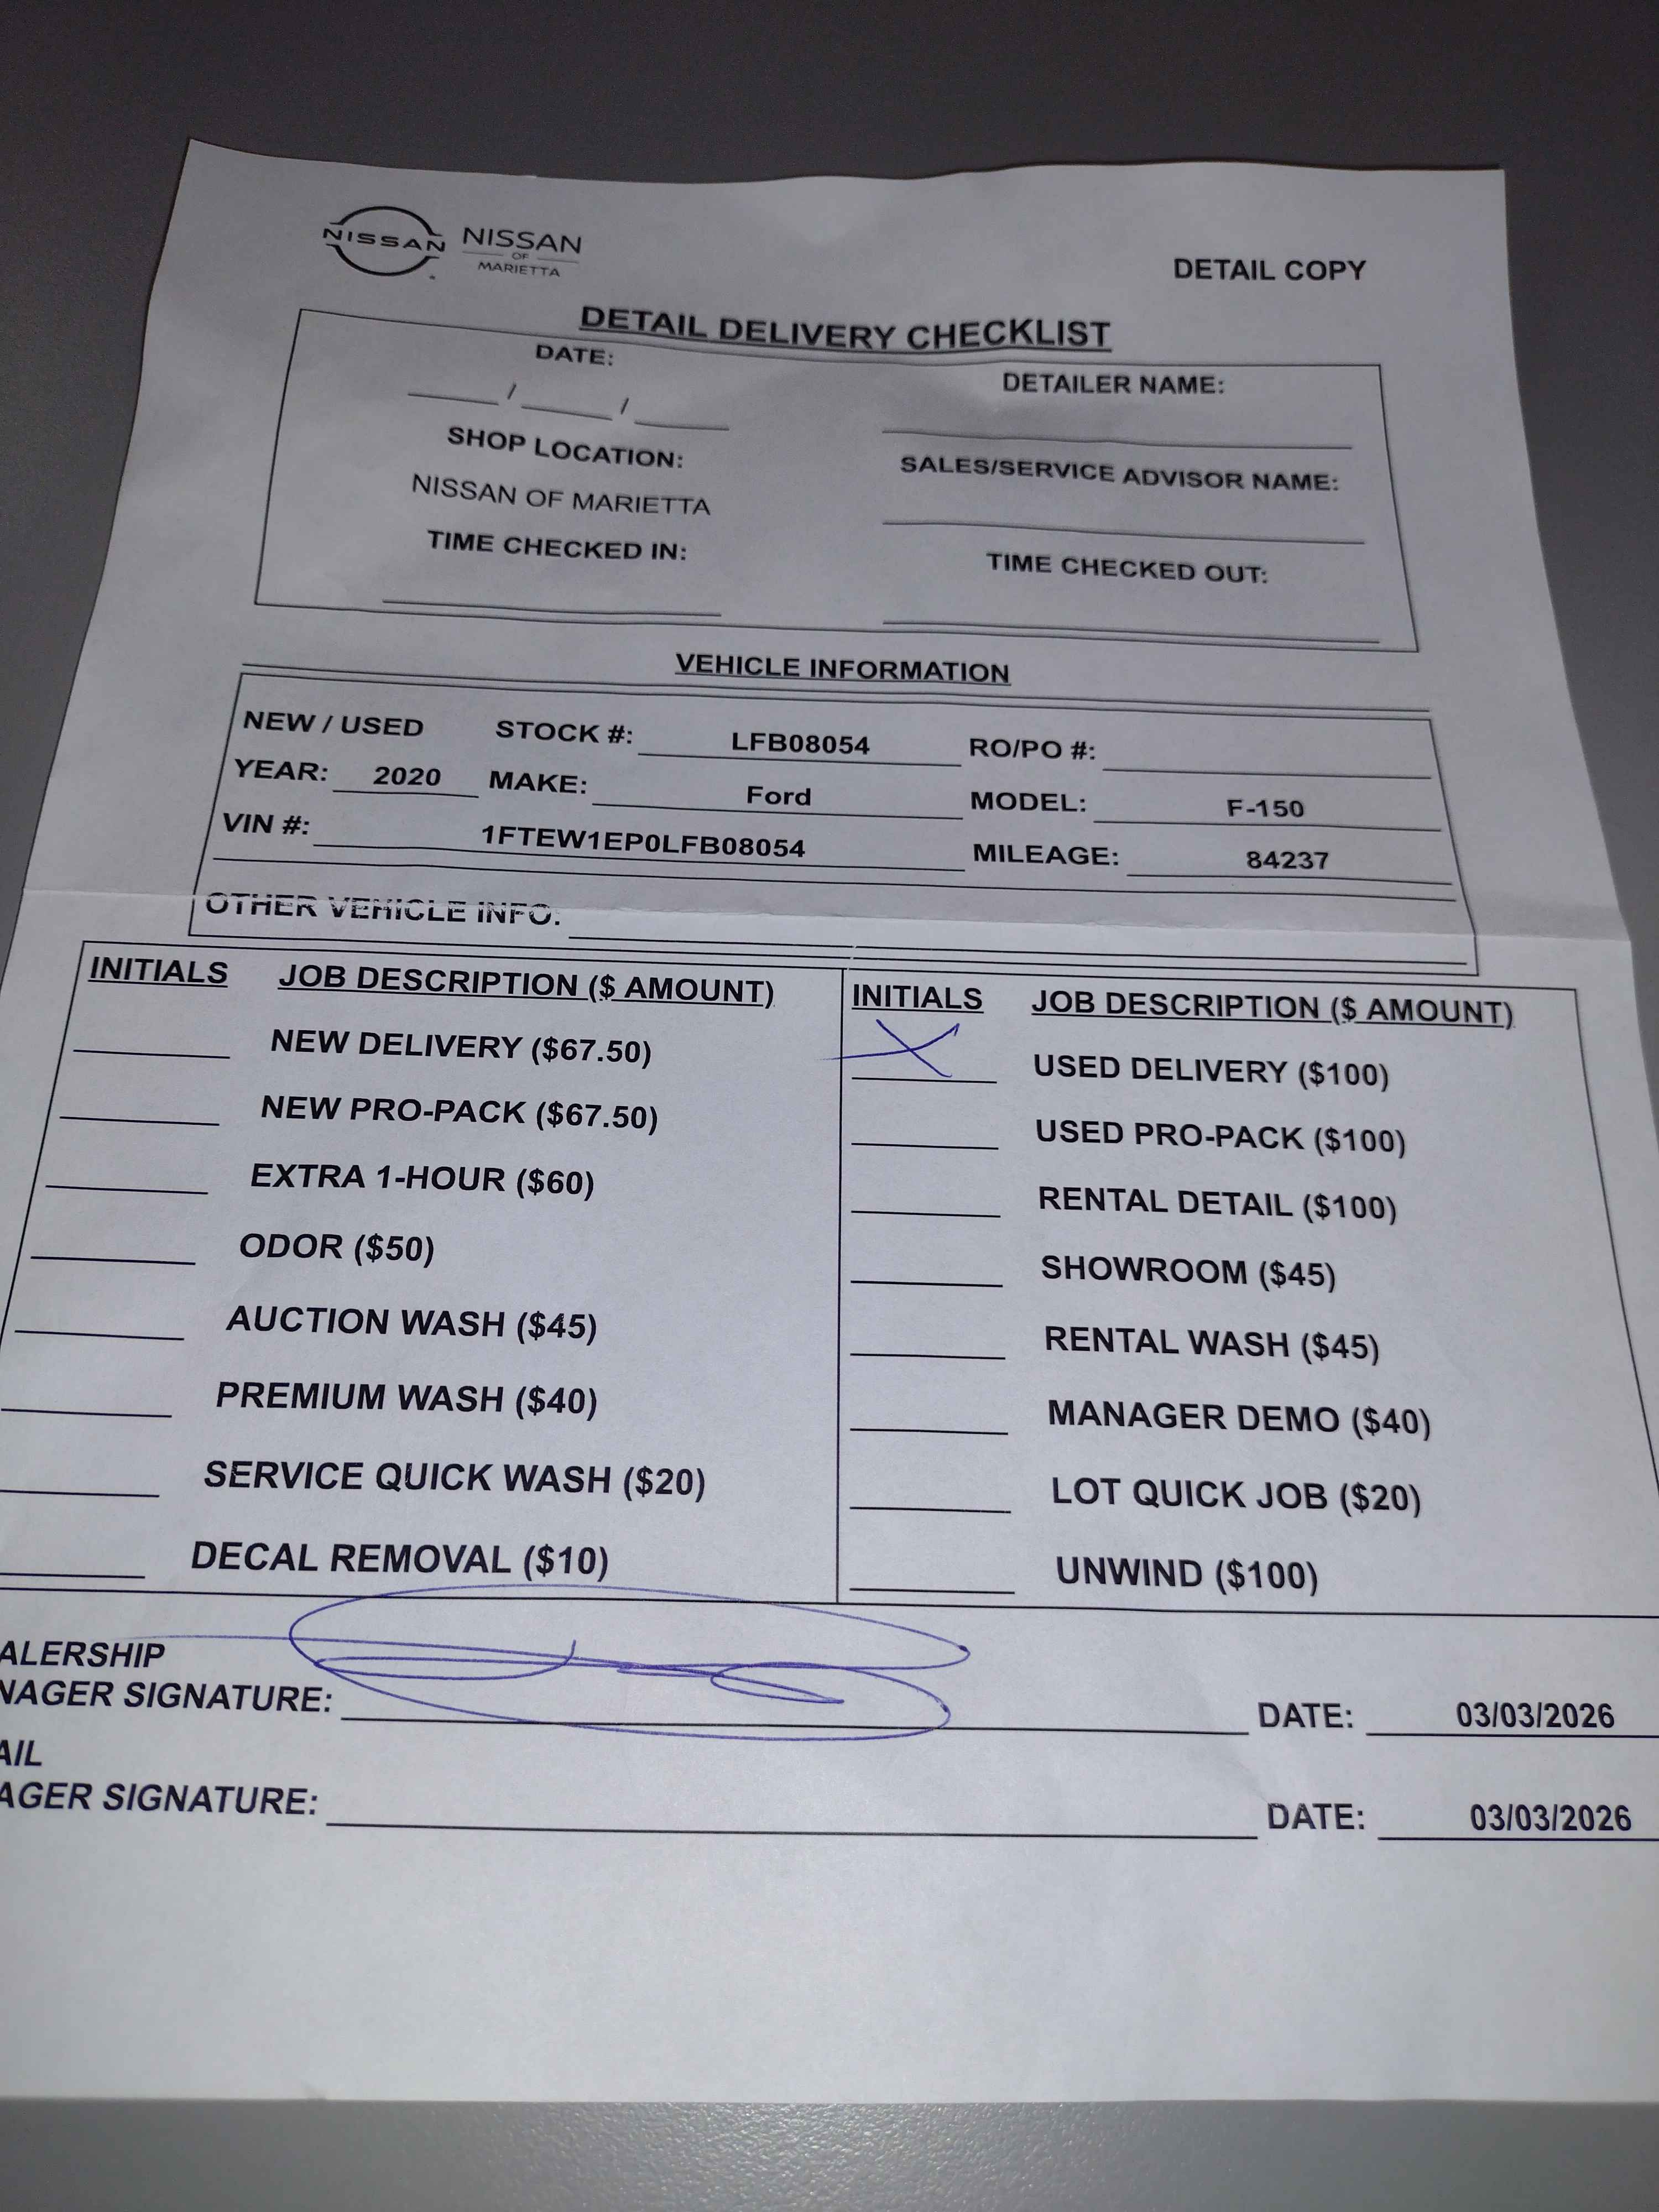 NISSAN
NISSAN
OF
MARIETTA
DETAIL COPY
DETAIL DELIVERY CHECKLIST
DATE:
DETAILER NAME:
/ /
SHOP LOCATION:
SALES/SERVICE ADVISOR NAME:
NISSAN OF MARIETTA
TIME CHECKED IN:
TIME CHECKED OUT:
VEHICLE INFORMATION
NEW / USED STOCK #: LFB08054 RO/PO #:
YEAR: 2020 MAKE: Ford MODEL: F-150
VIN #: 1FTEW1EP0LFB08054 MILEAGE: 84237
OTHER VEHICLE INFO:
INITIALS JOB DESCRIPTION ($ AMOUNT) INITIALS JOB DESCRIPTION ($ AMOUNT)
NEW DELIVERY ($67.50) X USED DELIVERY ($100)
NEW PRO-PACK ($67.50) USED PRO-PACK ($100)
EXTRA 1-HOUR ($60) RENTAL DETAIL ($100)
ODOR ($50) SHOWROOM ($45)
AUCTION WASH ($45) RENTAL WASH ($45)
PREMIUM WASH ($40) MANAGER DEMO ($40)
SERVICE QUICK WASH ($20) LOT QUICK JOB ($20)
DECAL REMOVAL ($10) UNWIND ($100)
ALERSHIP
NAGER SIGNATURE: DATE: 03/03/2026
AIL
AGER SIGNATURE: DATE: 03/03/2026